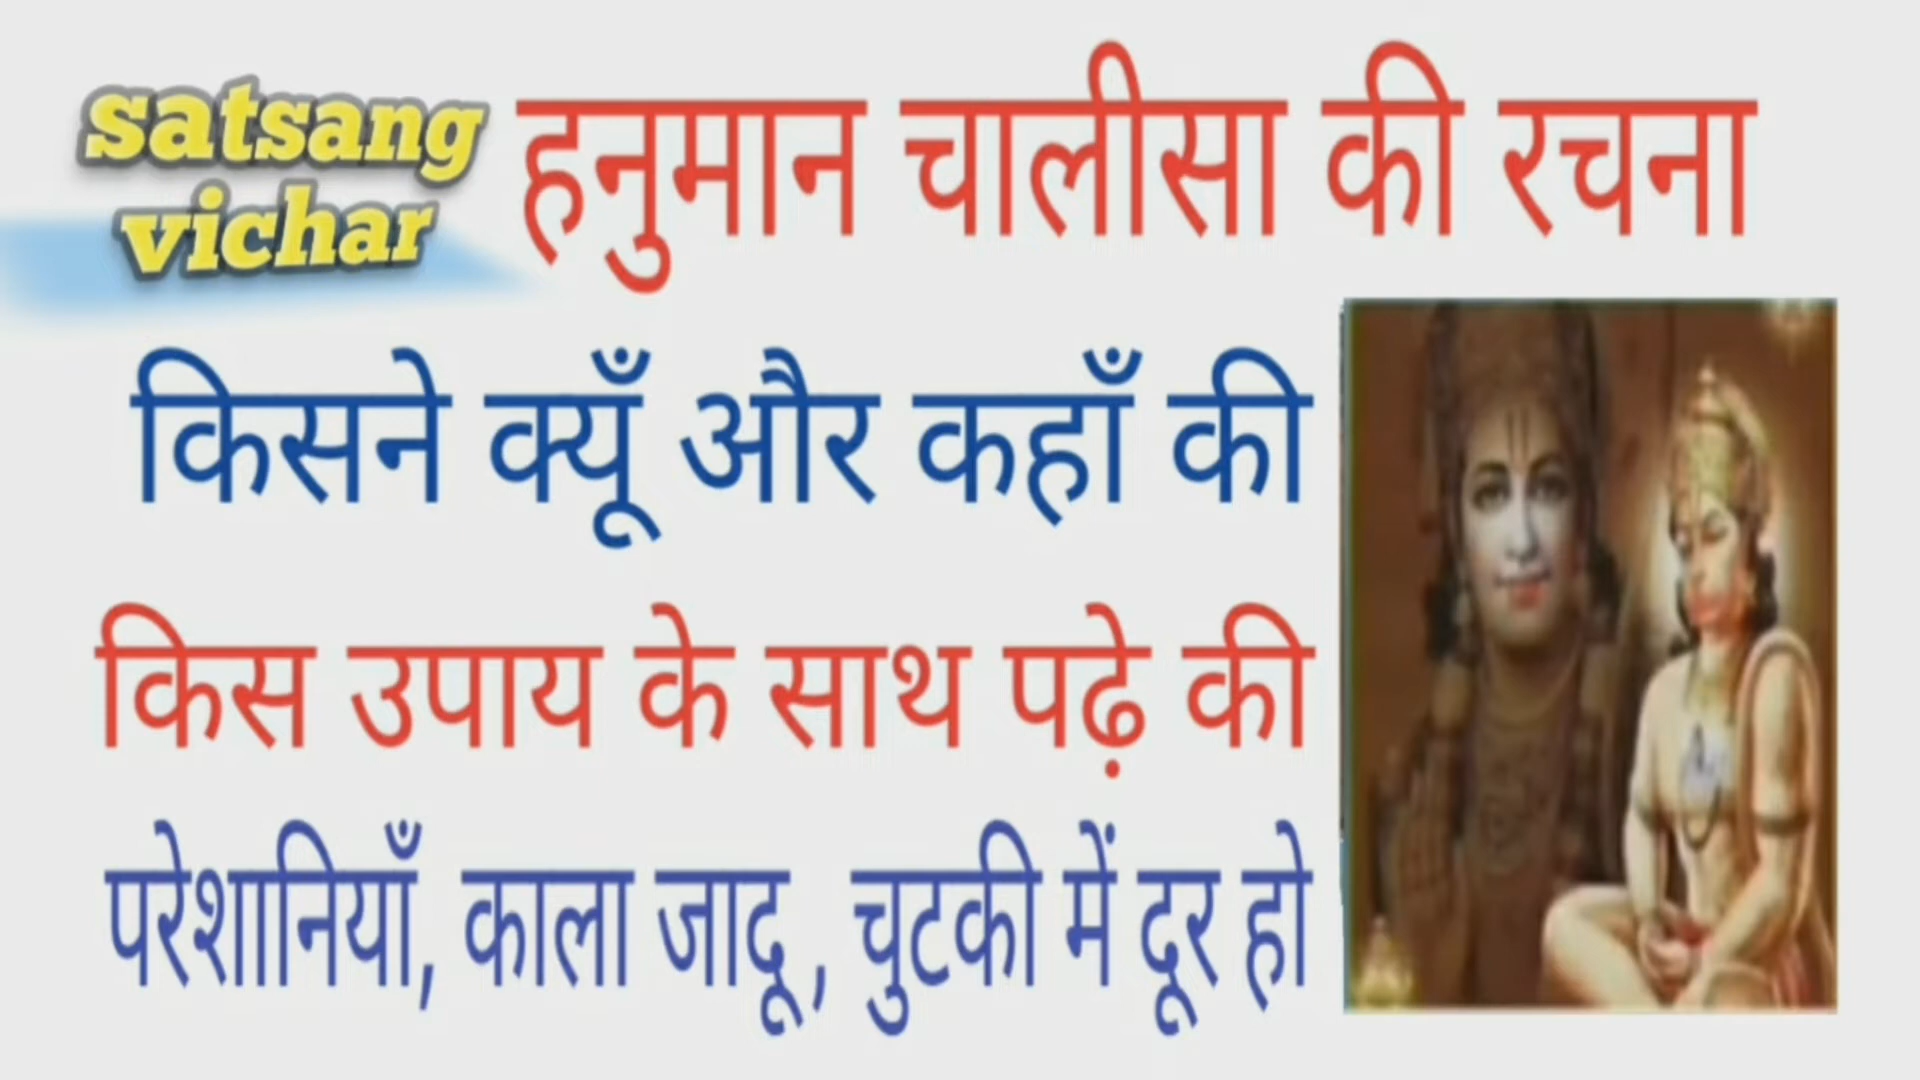 satsang
vichar
हनुमान चालीसा की रचना
किसने क्यूँ और कहाँ की
किस उपाय के साथ पढ़े की
परेशानियाँ, काला जादू , चुटकी में दूर हो